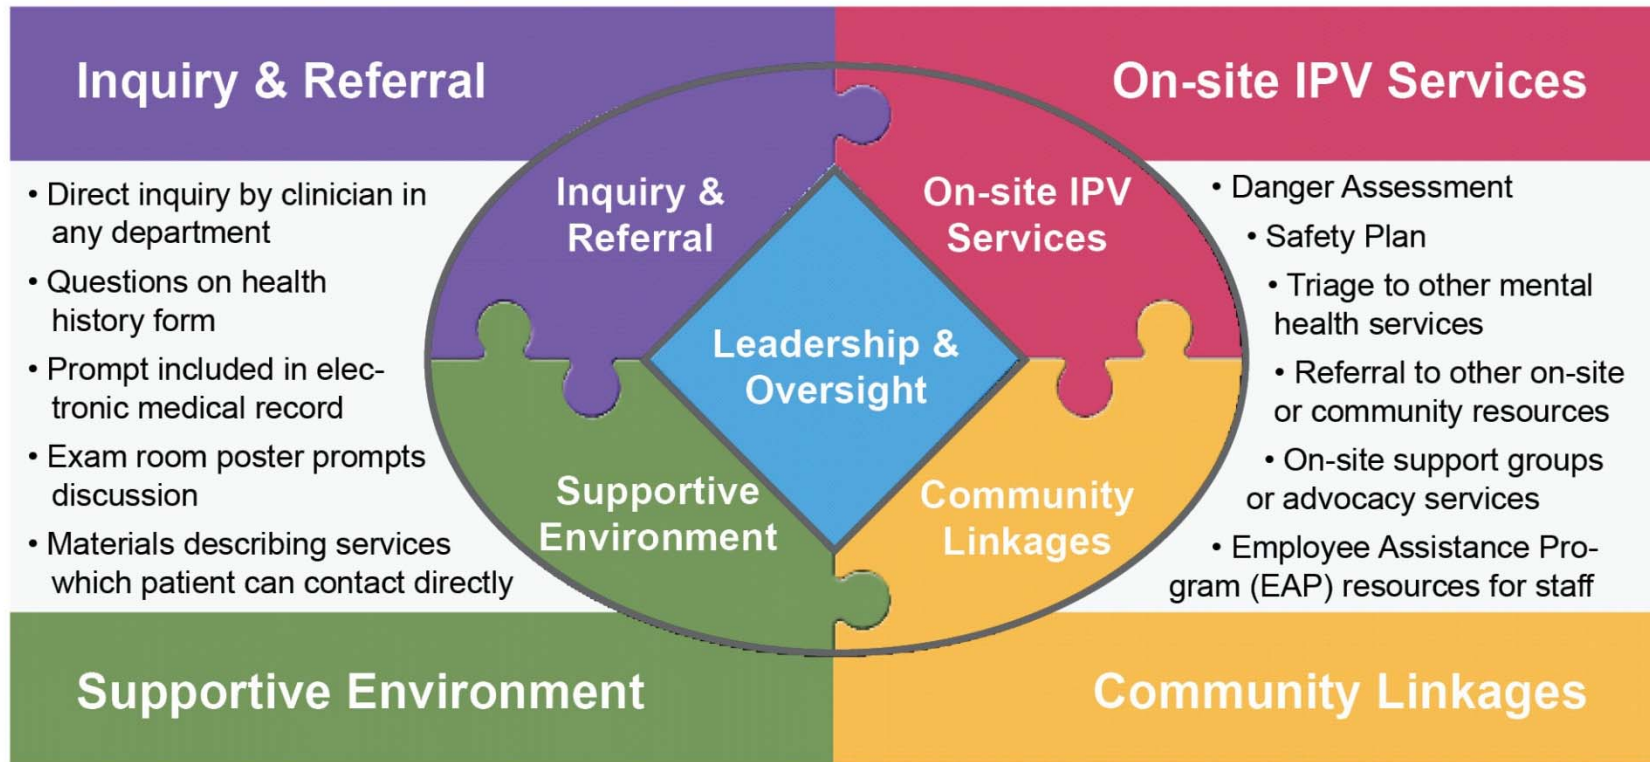 Inquiry & Referral
On-site IPV Services
• Direct inquiry by clinician in
any department
• Questions on health
history form
• Prompt included in elec-
tronic medical record
• Exam room poster prompts
discussion
• Materials describing services
which patient can contact directly
Inquiry &
Referral
On-site IPV
Services
Leadership &
Oversight
Supportive
Environment
Community
Linkages
• Danger Assessment
• Safety Plan
• Triage to other mental
health services
• Referral to other on-site
or community resources
• On-site support groups
or advocacy services
• Employee Assistance Pro-
gram (EAP) resources for staff
Supportive Environment
Community Linkages